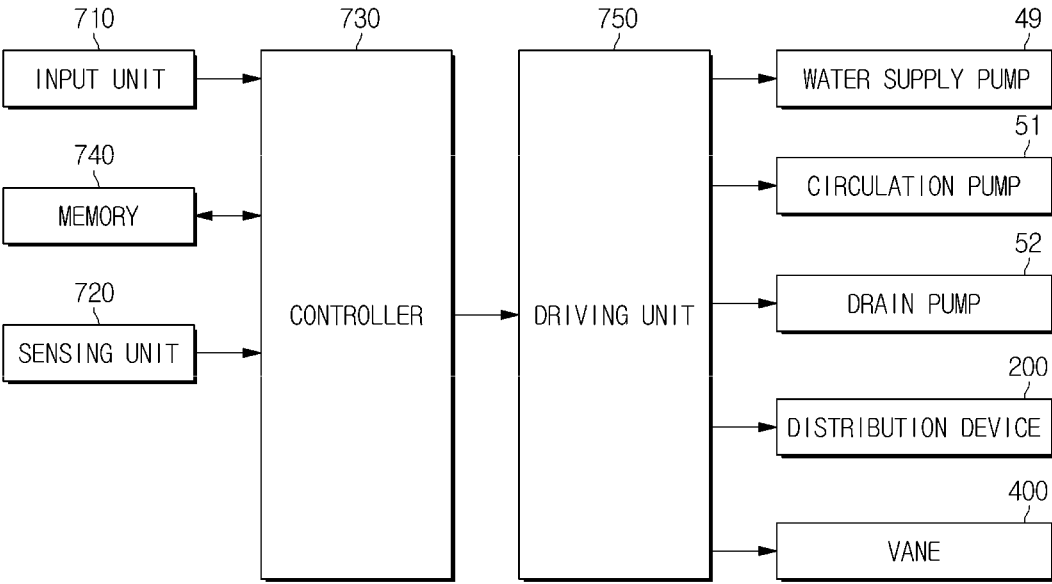 710
730
750
49
INPUT UNIT
WATER SUPPLY PUMP
51
740
CIRCULATION PUMP
MEMORY
52
720
CONTROLLER
DRIVING UNIT
DRAIN PUMP
SENSING UNIT
200
DISTRIBUTION DEVICE
400
VANE